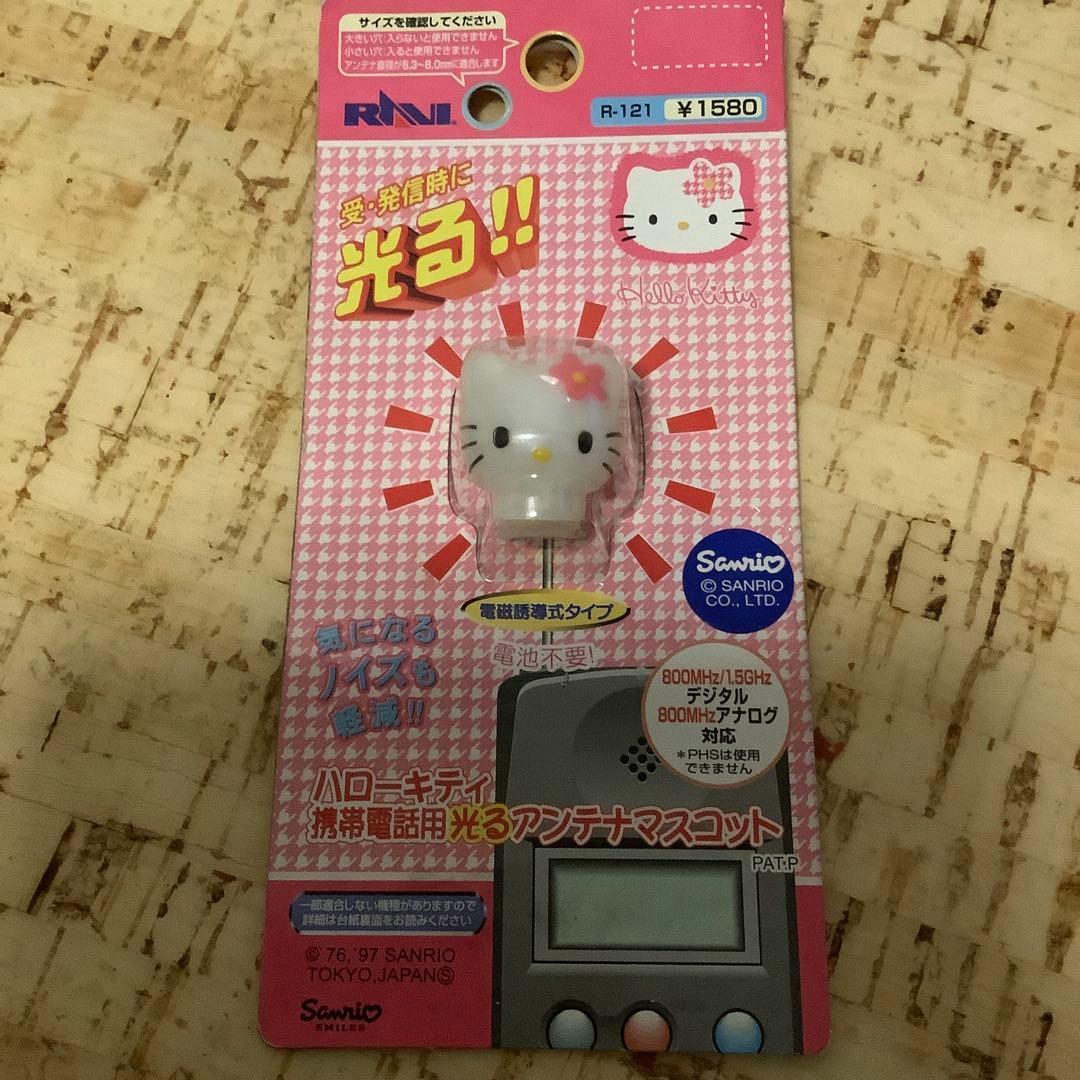 サイズを確認してください
大きい穴:入らないと使用できません
小さい穴:入ると使用できません
アンテナ直径が6.3~8.0mmに適合します
RAVI
R-121 ¥1580
受・発信時に
光る!!
Hello Kitty
Sanrio
© SANRIO
CO., LTD.
電磁誘導式タイプ
電池不要!
気になる
ノイズも
軽減!!
800MHz/1.5GHz
デジタル
800MHzアナログ
対応
*PHSは使用
できません
ハローキティ
携帯電話用光るアンテナマスコット
PAT・P
一部適合しない機種がありますので
詳細は台紙裏面をお読みください
©'76,'97 SANRIO
TOKYO,JAPANⓈ
Sanrio
SMILES